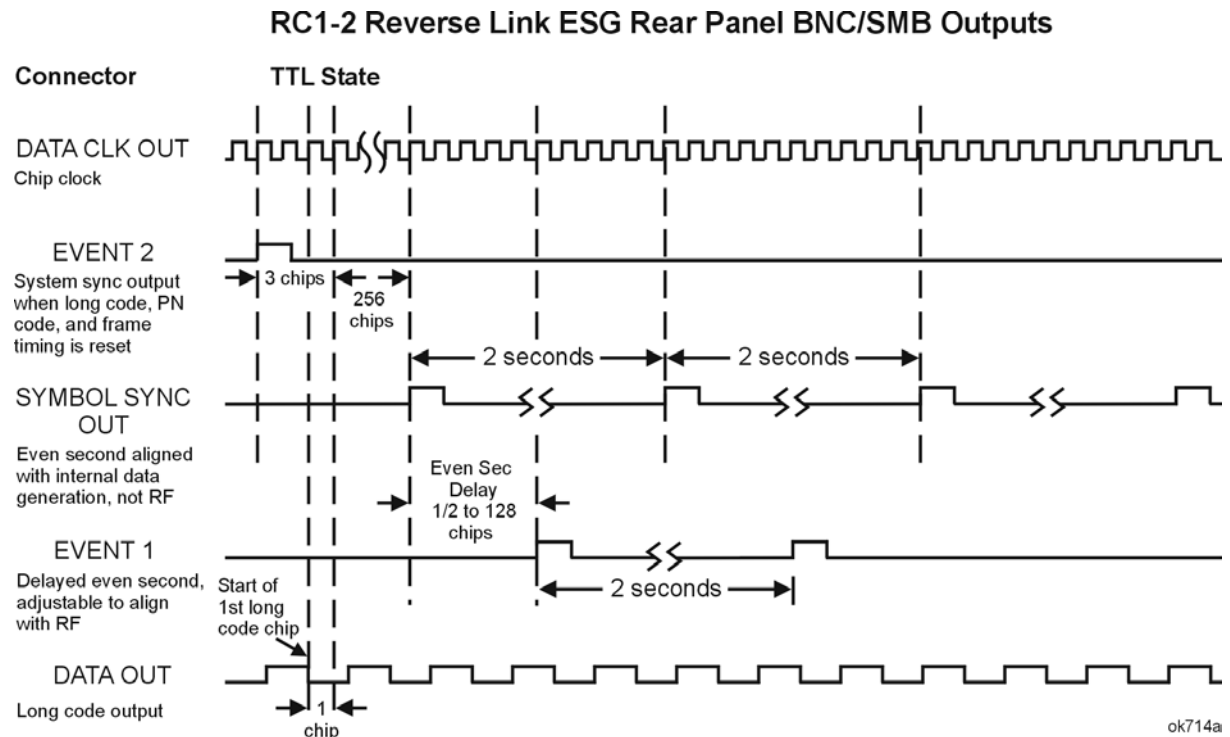 RC1-2 Reverse Link ESG Rear Panel BNC/SMB Outputs
Connector
TTL State
DATA CLK OUT
Chip clock
EVENT 2
System sync output
when long code, PN
code, and frame
timing is reset
3 chips
256
chips
2 seconds
2 seconds
SYMBOL SYNC
OUT
Even second aligned
with internal data
generation, not RF
Even Sec
Delay
1/2 to 128
chips
EVENT 1
Delayed even second,
adjustable to align
with RF
2 seconds
Start of
1st long
code chip
DATA OUT
Long code output
1
chip
ok714a